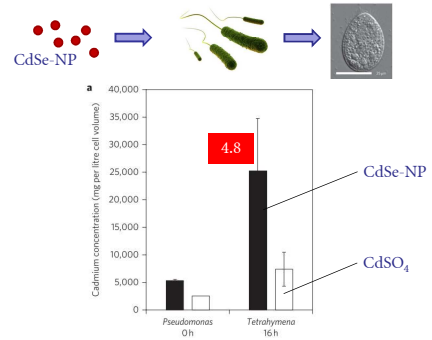 CdSe-NP
a
40,000
35,000
30,000
25,000
20,000
15,000
10,000
5,000
0
Cadmium concentration (mg per litre cell volume)
4.8
CdSe-NP
CdSO₄
Pseudomonas
0 h
Tetrahymena
16 h